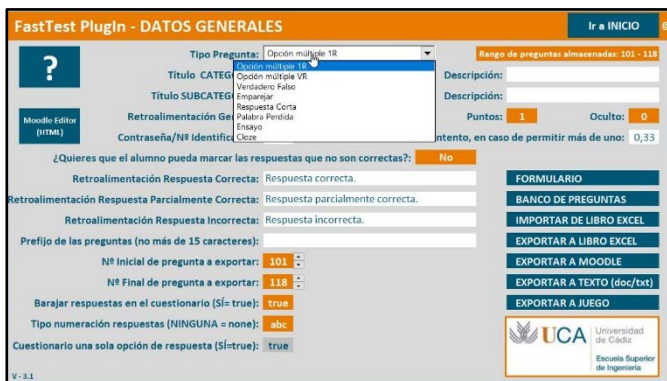 FastTest PlugIn - DATOS GENERALES
Ir a INICIO
?
Tipo Pregunta: Opción múltiple 1R
Rango de preguntas almacenadas: 101 - 118
Opción múltiple 1R
Opción múltiple VR
Verdadero Falso
Emparejar
Respuesta Corta
Palabra Perdida
Ensayo
Cloze
Título CATEG
Descripción:
Título SUBCATEG
Descripción:
Moodle Editor
(HTML)
Retroalimentación Ge
Puntos: 1
Oculto: 0
Contraseña/Nº Identifica
ntento, en caso de permitir más de uno: 0,33
¿Quieres que el alumno pueda marcar las respuestas que no son correctas?: No
Retroalimentación Respuesta Correcta: Respuesta correcta.
FORMULARIO
Retroalimentación Respuesta Parcialmente Correcta: Respuesta parcialmente correcta.
BANCO DE PREGUNTAS
Retroalimentación Respuesta Incorrecta: Respuesta incorrecta.
IMPORTAR DE LIBRO EXCEL
Prefijo de las preguntas (no más de 15 caracteres):
EXPORTAR A LIBRO EXCEL
Nº Inicial de pregunta a exportar: 101
EXPORTAR A MOODLE
Nº Final de pregunta a exportar: 118
EXPORTAR A TEXTO (doc/txt)
Barajar respuestas en el cuestionario (SÍ= true): true
EXPORTAR A JUEGO
Tipo numeración respuestas (NINGUNA = none): abc
Cuestionario una sola opción de respuesta (SÍ=true): true
UCA
Universidad
de Cádiz
Escuela Superior
de Ingeniería
V - 3.1